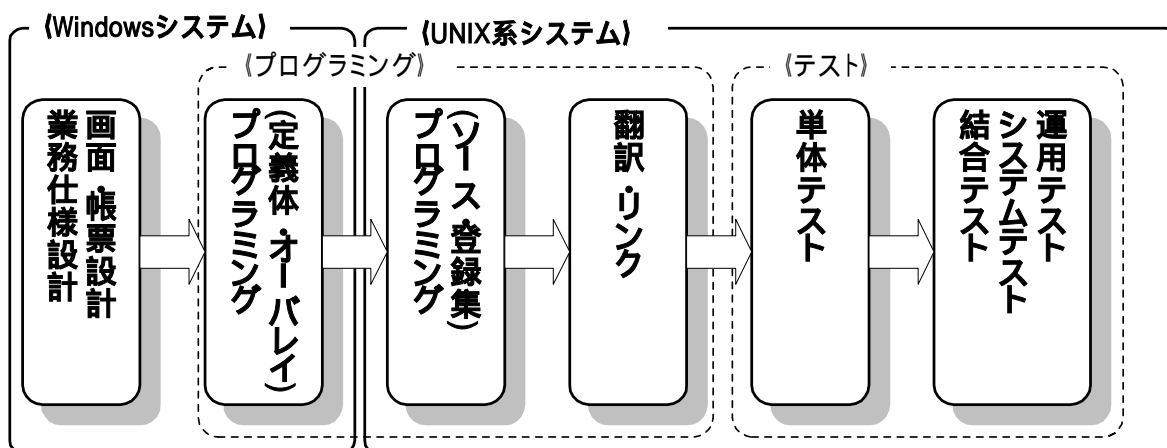 《Windowsシステム》
《UNIX系システム》
《プログラミング》
《テスト》
画面・帳票設計
業務仕様設計
(定義体・オーバレイ)
プログラミング
(ソース・登録集)
プログラミング
翻訳・リンク
単体テスト
運用テスト
システムテスト
結合テスト